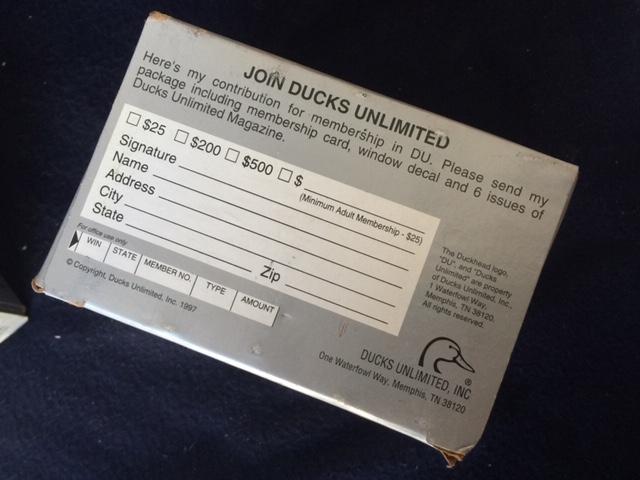 JOIN DUCKS UNLIMITED
Here's my contribution for membership in DU. Please send my
package including membership card, window decal and 6 issues of
Ducks Unlimited Magazine.
$25 $200 $500 $
(Minimum Adult Membership - $25)
Signature
Name
Address
City
State Zip
For office use only
WIN STATE MEMBER NO. TYPE AMOUNT
© Copyright, Ducks Unlimited, Inc. 1997
The Duckhead logo,
"DU", and "Ducks
Unlimited" are property
of Ducks Unlimited, Inc.,
1 Waterfowl Way,
Memphis, TN 38120.
All rights reserved.
DUCKS UNLIMITED, INC ®
One Waterfowl Way, Memphis, TN 38120